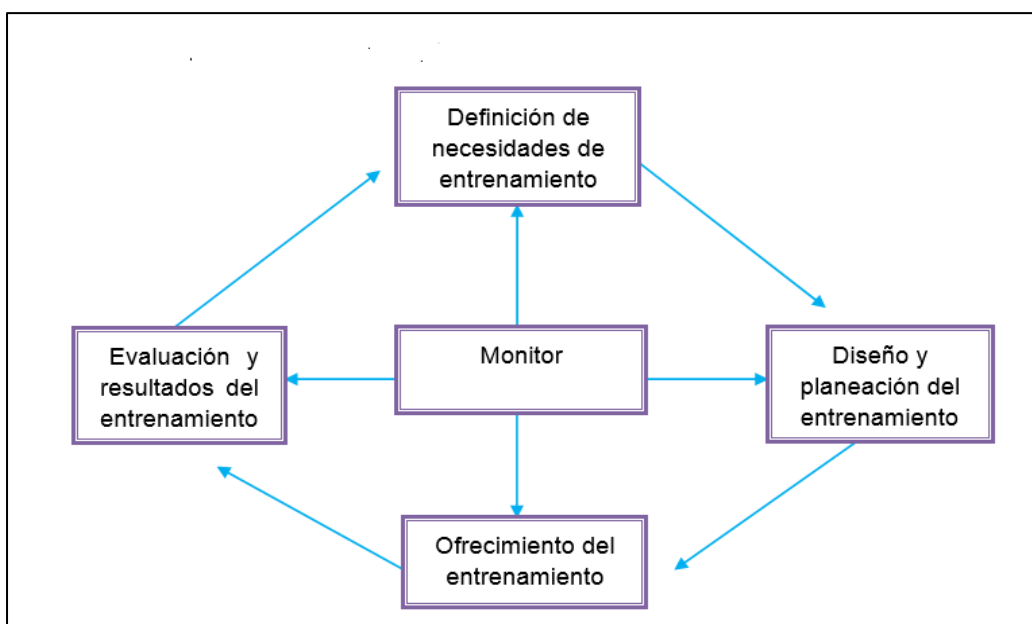 Definición de
necesidades de
entrenamiento
Evaluación y
resultados del
entrenamiento
Monitor
Diseño y
planeación del
entrenamiento
Ofrecimiento del
entrenamiento